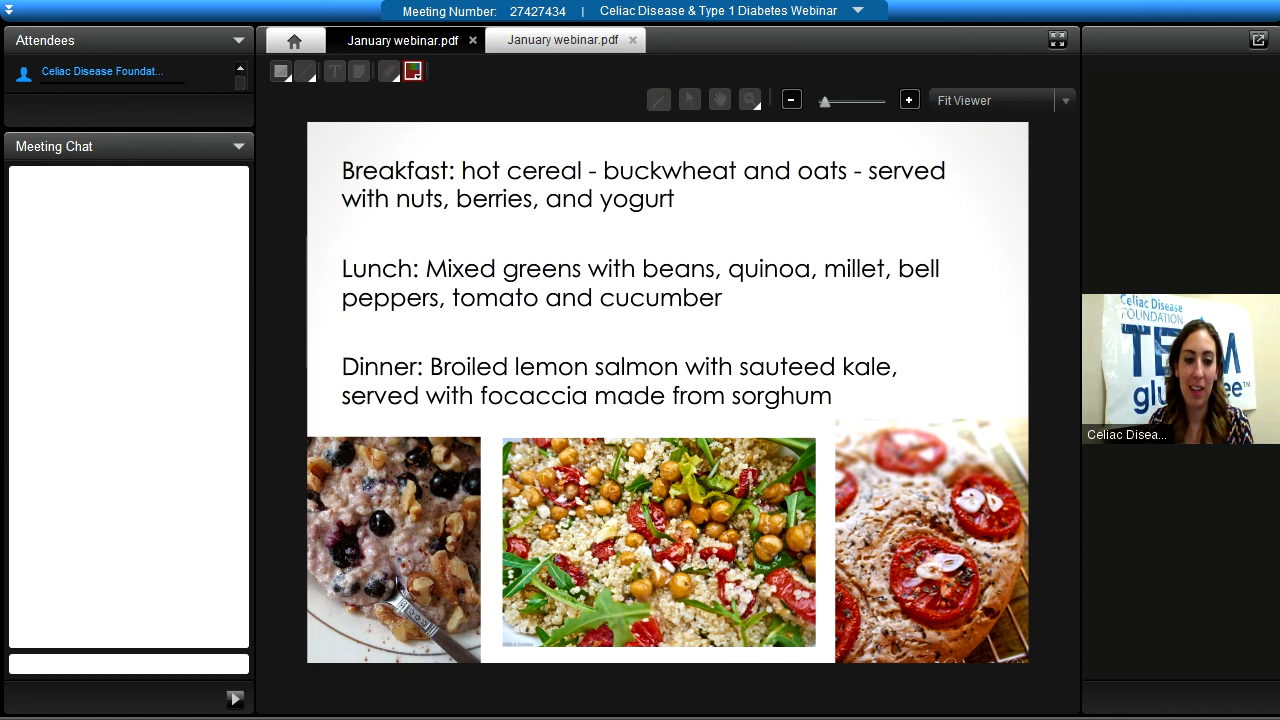 Meeting Number: 27427434 | Celiac Disease & Type 1 Diabetes Webinar
Attendees
Celiac Disease Foundat...
Meeting Chat
January webinar.pdf
January webinar.pdf
T
Fit Viewer
Breakfast: hot cereal - buckwheat and oats - served
with nuts, berries, and yogurt
Lunch: Mixed greens with beans, quinoa, millet, bell
peppers, tomato and cucumber
Dinner: Broiled lemon salmon with sauteed kale,
served with focaccia made from sorghum
Celiac Disease
FOUNDATION
Celiac Disea...